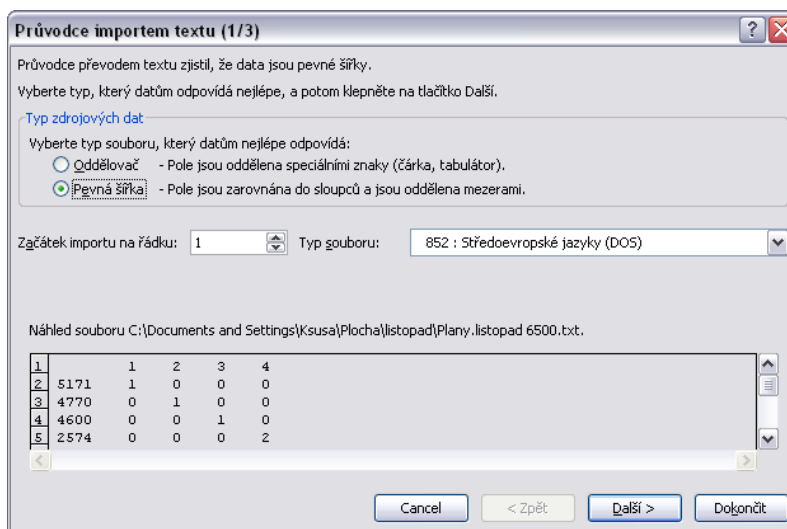 Průvodce importem textu (1/3)
Průvodce převodem textu zjistil, že data jsou pevné šířky.
Vyberte typ, který datům odpovídá nejlépe, a potom klepněte na tlačítko Další.
Typ zdrojových dat
Vyberte typ souboru, který datům nejlépe odpovídá:
Oddělovač - Pole jsou oddělena speciálními znaky (čárka, tabulátor).
Pevná šířka - Pole jsou zarovnána do sloupců a jsou oddělena mezerami.
Začátek importu na řádku: 1 Typ souboru: 852 : Středoevropské jazyky (DOS)
Náhled souboru C:\Documents and Settings\Ksusa\Plocha\listopad\Plany.listopad 6500.txt.
1 1 2 3 4
2 5171 1 0 0 0
3 4770 0 1 0 0
4 4600 0 0 1 0
5 2574 0 0 0 2
Cancel < Zpět Další > Dokončit